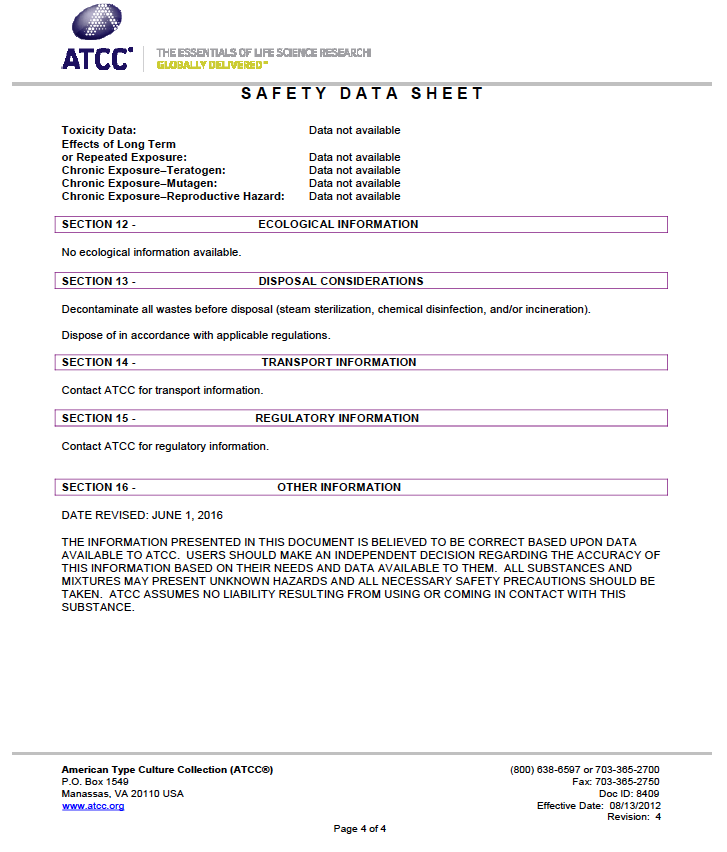 ATCC®
THE ESSENTIALS OF LIFE SCIENCE RESEARCH
GLOBALLY DELIVERED™
SAFETY DATA SHEET
Toxicity Data: Data not available
Effects of Long Term
or Repeated Exposure: Data not available
Chronic Exposure–Teratogen: Data not available
Chronic Exposure–Mutagen: Data not available
Chronic Exposure–Reproductive Hazard: Data not available
SECTION 12 - ECOLOGICAL INFORMATION
No ecological information available.
SECTION 13 - DISPOSAL CONSIDERATIONS
Decontaminate all wastes before disposal (steam sterilization, chemical disinfection, and/or incineration).
Dispose of in accordance with applicable regulations.
SECTION 14 - TRANSPORT INFORMATION
Contact ATCC for transport information.
SECTION 15 - REGULATORY INFORMATION
Contact ATCC for regulatory information.
SECTION 16 - OTHER INFORMATION
DATE REVISED: JUNE 1, 2016
THE INFORMATION PRESENTED IN THIS DOCUMENT IS BELIEVED TO BE CORRECT BASED UPON DATA
AVAILABLE TO ATCC. USERS SHOULD MAKE AN INDEPENDENT DECISION REGARDING THE ACCURACY OF
THIS INFORMATION BASED ON THEIR NEEDS AND DATA AVAILABLE TO THEM. ALL SUBSTANCES AND
MIXTURES MAY PRESENT UNKNOWN HAZARDS AND ALL NECESSARY SAFETY PRECAUTIONS SHOULD BE
TAKEN. ATCC ASSUMES NO LIABILITY RESULTING FROM USING OR COMING IN CONTACT WITH THIS
SUBSTANCE.
American Type Culture Collection (ATCC®) (800) 638-6597 or 703-365-2700
P.O. Box 1549 Fax: 703-365-2750
Manassas, VA 20110 USA Doc ID: 8409
www.atcc.org Effective Date: 08/13/2012
Revision: 4
Page 4 of 4